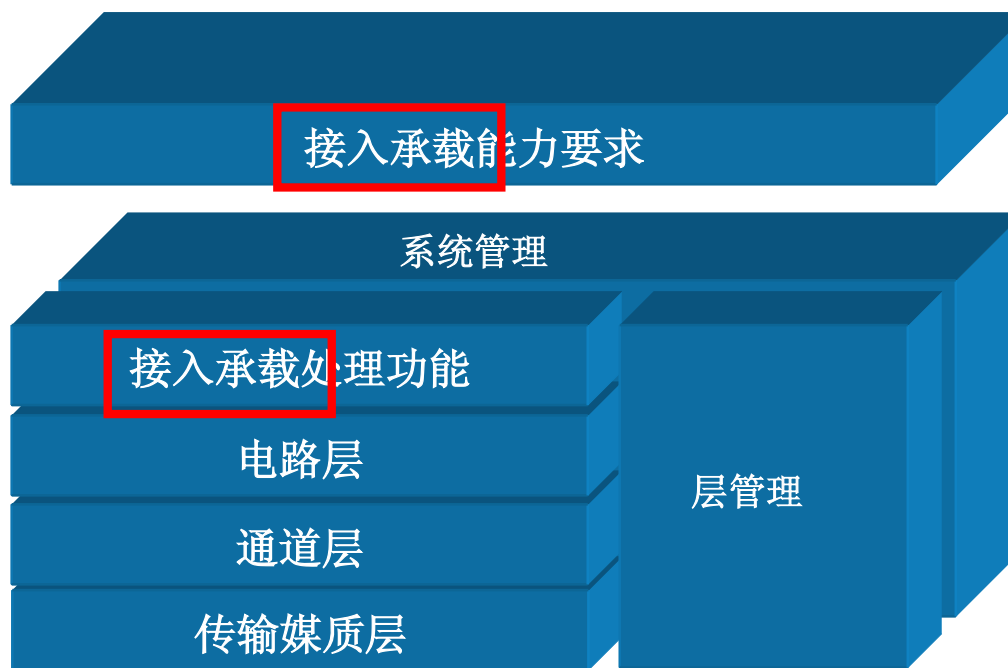 接入承载能力要求
系统管理
接入承载处理功能
电路层
层管理
通道层
传输媒质层